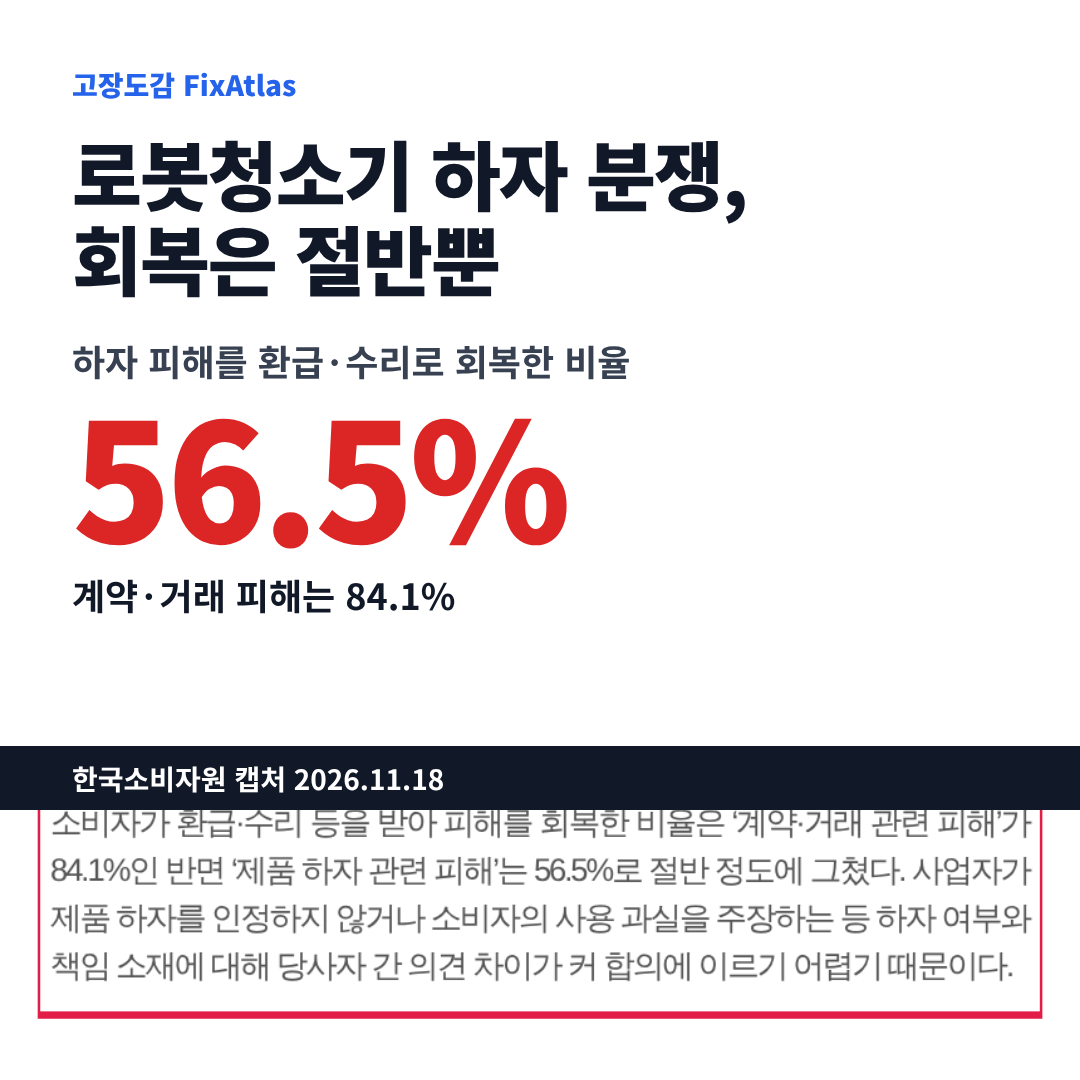 고장도감 FixAtlas
로봇청소기 하자 분쟁,
회복은 절반뿐
하자 피해를 환급·수리로 회복한 비율
56.5%
계약·거래 피해는 84.1%
한국소비자원 캡처 2026.11.18
소비자가 환급·수리 등을 받아 피해를 회복한 비율은 ‘계약·거래 관련 피해’가
84.1%인 반면 ‘제품 하자 관련 피해’는 56.5%로 절반 정도에 그쳤다. 사업자가
제품 하자를 인정하지 않거나 소비자의 사용 과실을 주장하는 등 하자 여부와
책임 소재에 대해 당사자 간 의견 차이가 커 합의에 이르기 어렵기 때문이다.